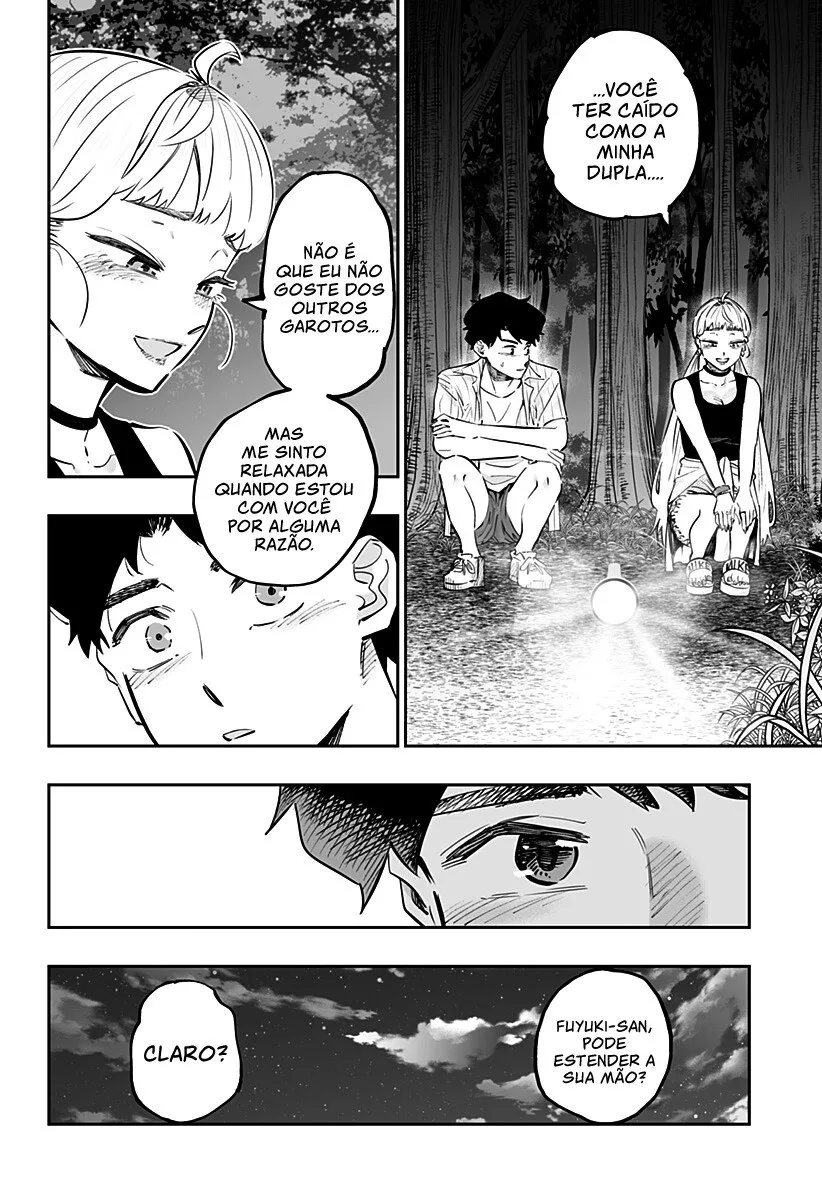 ...VOCÊ
TER CAÍDO
COMO A
MINHA
DUPLA....
NÃO É
QUE EU NÃO
GOSTE DOS
OUTROS
GAROTOS...
MAS
ME SINTO
RELAXADA
QUANDO ESTOU
COM VOCÊ
POR ALGUMA
RAZÃO.
FUYUKI-SAN,
PODE
ESTENDER A
SUA MÃO?
CLARO?